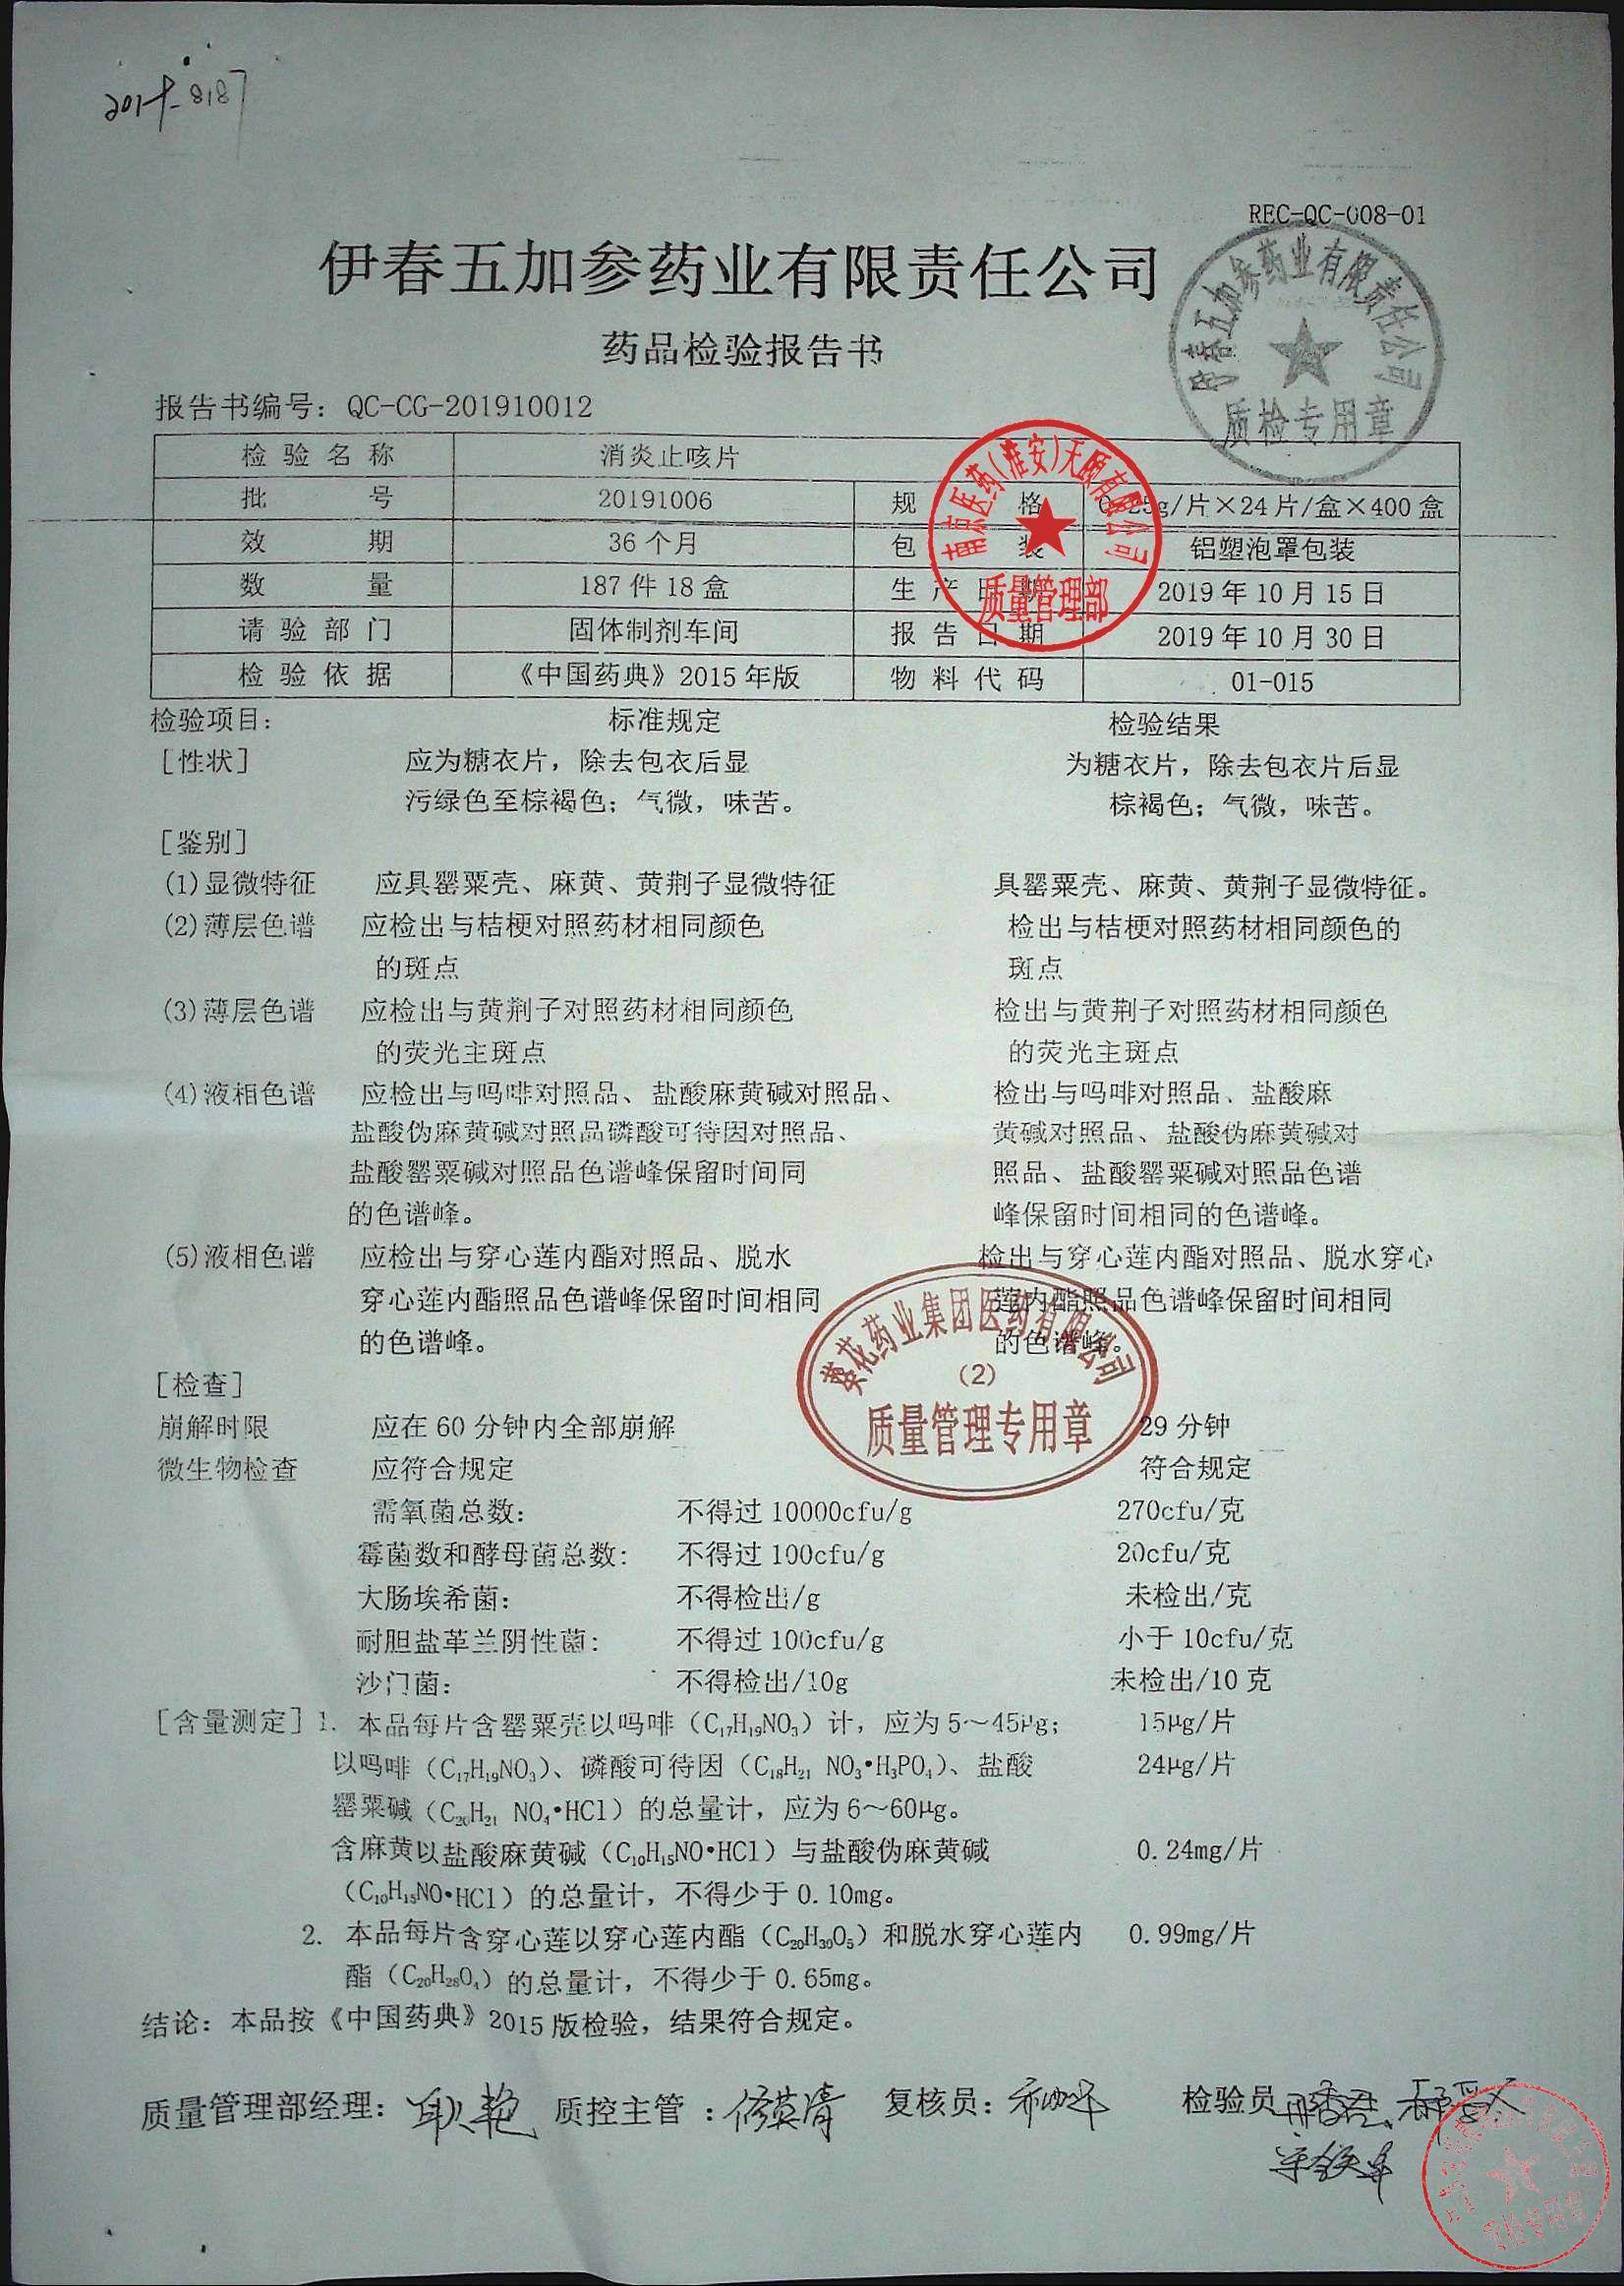 REC-QC-008-01
伊春五加参药业有限责任公司
药品检验报告书
伊春五加参药业有限责任公司
质检专用章
报告书编号：QC-CG-201910012
检验名称 消炎止咳片
批号 20191006 规格 0.25g/片×24片/盒×400盒
效期 36个月 包装 铝塑泡罩包装
数量 187件18盒 生产日期 2019年10月15日
请验部门 固体制剂车间 报告日期 2019年10月30日
检验依据 《中国药典》2015年版 物料代码 01-015
南京医药(淮安)天颐有限公司
质量管理部
检验项目： 标准规定 检验结果
[性状] 应为糖衣片，除去包衣后显 为糖衣片，除去包衣片后显
污绿色至棕褐色；气微，味苦。 棕褐色；气微，味苦。
[鉴别]
(1)显微特征 应具罂粟壳、麻黄、黄荆子显微特征 具罂粟壳、麻黄、黄荆子显微特征。
(2)薄层色谱 应检出与桔梗对照药材相同颜色 检出与桔梗对照药材相同颜色的
的斑点 斑点
(3)薄层色谱 应检出与黄荆子对照药材相同颜色 检出与黄荆子对照药材相同颜色
的荧光主斑点 的荧光主斑点
(4)液相色谱 应检出与吗啡对照品、盐酸麻黄碱对照品、 检出与吗啡对照品、盐酸麻
盐酸伪麻黄碱对照品磷酸可待因对照品、 黄碱对照品、盐酸伪麻黄碱对
盐酸罂粟碱对照品色谱峰保留时间同 照品、盐酸罂粟碱对照品色谱
的色谱峰。 峰保留时间相同的色谱峰。
(5)液相色谱 应检出与穿心莲内酯对照品、脱水 检出与穿心莲内酯对照品、脱水穿心
穿心莲内酯照品色谱峰保留时间相同 莲内酯照品色谱峰保留时间相同
的色谱峰。 的色谱峰。
葵花药业集团医药有限公司
(2)
质量管理专用章
[检查]
崩解时限 应在60分钟内全部崩解 29分钟
微生物检查 应符合规定 符合规定
需氧菌总数： 不得过10000cfu/g 270cfu/克
霉菌数和酵母菌总数： 不得过100cfu/g 20cfu/克
大肠埃希菌： 不得检出/g 未检出/克
耐胆盐革兰阴性菌： 不得过100cfu/g 小于10cfu/克
沙门菌： 不得检出/10g 未检出/10克
[含量测定] 1. 本品每片含罂粟壳以吗啡（C₁₇H₁₉NO₃）计，应为5～45μg； 15μg/片
以吗啡（C₁₇H₁₉NO₃）、磷酸可待因（C₁₈H₂₁ NO₃•H₃PO₄）、盐酸 24μg/片
罂粟碱（C₂₀H₂₁ NO₄•HCl）的总量计，应为6～60μg。
含麻黄以盐酸麻黄碱（C₁₀H₁₅NO•HCl）与盐酸伪麻黄碱 0.24mg/片
（C₁₀H₁₅NO•HCl）的总量计，不得少于0.10mg。
2. 本品每片含穿心莲以穿心莲内酯（C₂₀H₃₀O₅）和脱水穿心莲内 0.99mg/片
酯（C₂₀H₂₈O₄）的总量计，不得少于0.65mg。
结论：本品按《中国药典》2015版检验，结果符合规定。
质量管理部经理： 质控主管：修英清 复核员： 检验员
质检专用章